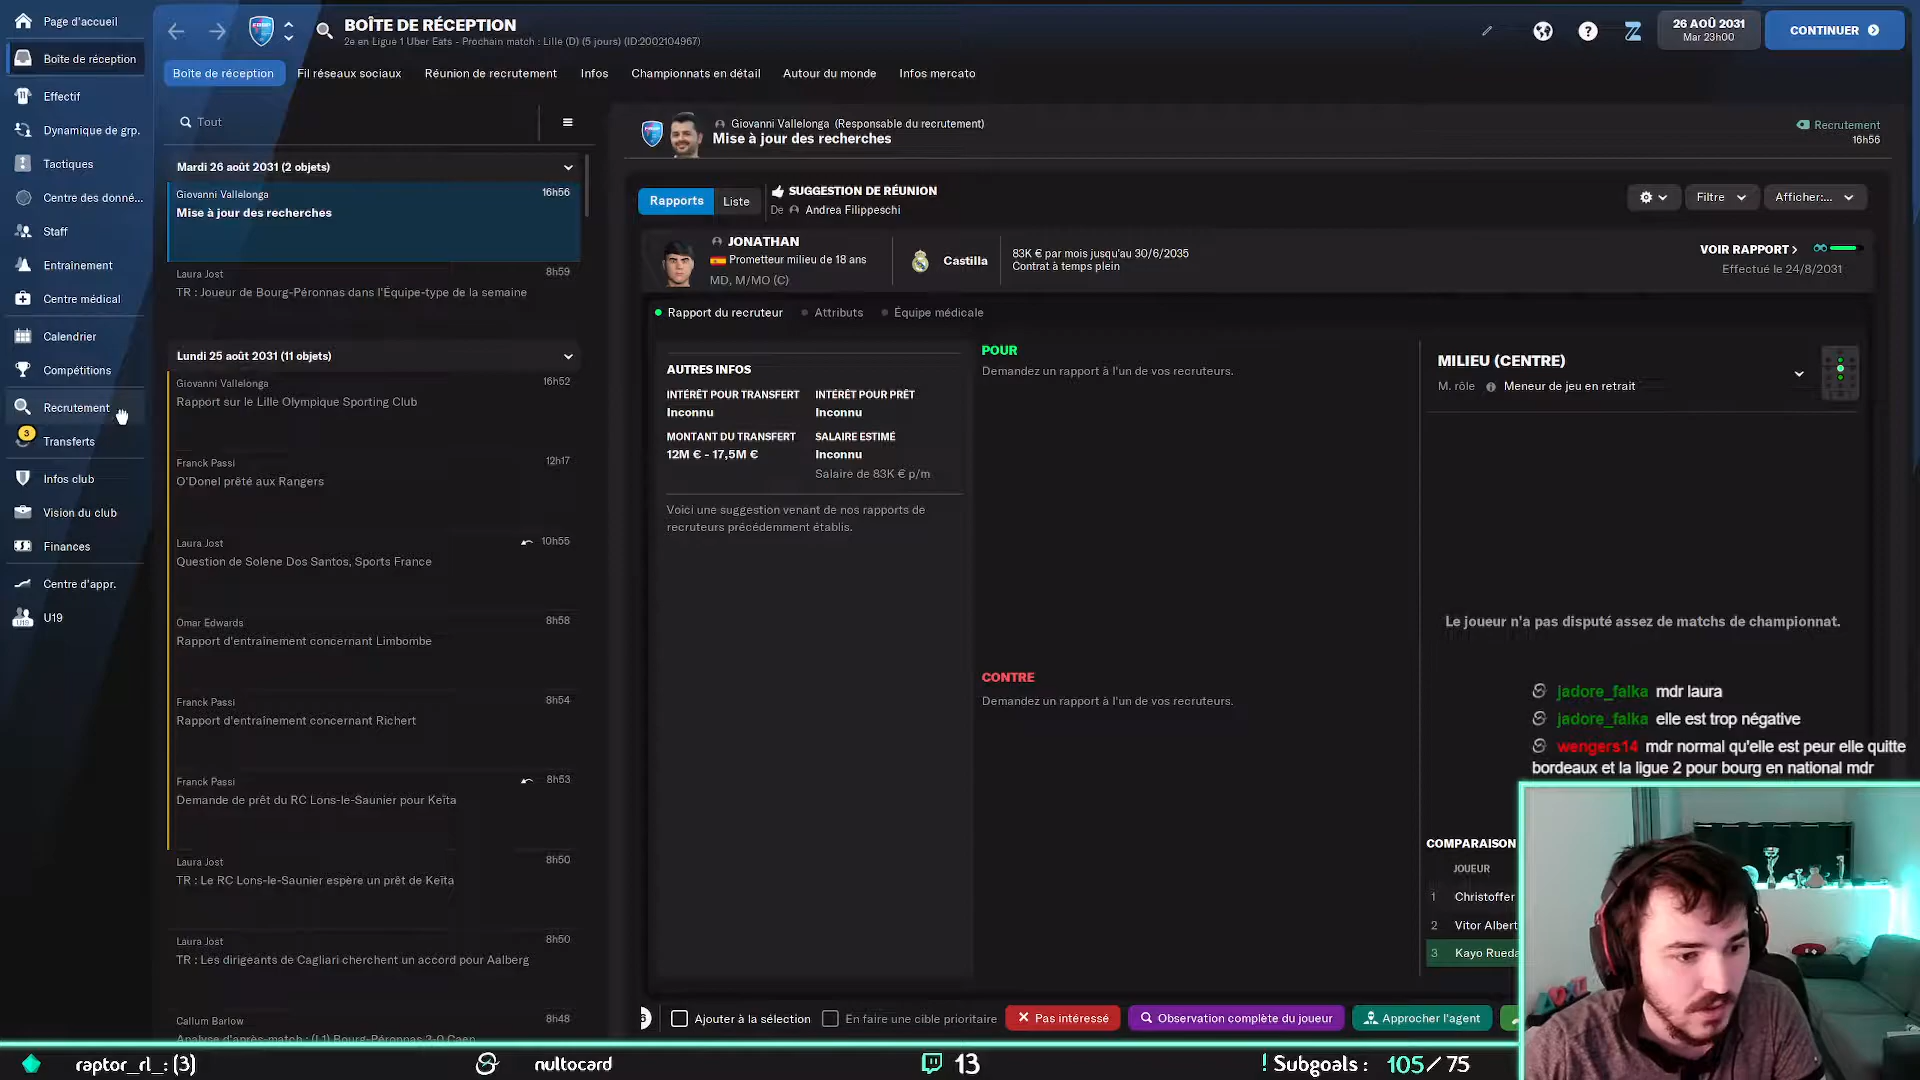 Page d'accueil
Boîte de réception
Effectif
Dynamique de grp.
Tactiques
Centre des donné...
Staff
Entraînement
Centre médical
Calendrier
Compétitions
Recrutement
3
Transferts
Infos club
Vision du club
Finances
Centre d'appr.
U19
BOÎTE DE RÉCEPTION
2e en Ligue 1 Uber Eats - Prochain match : Lille (D) (5 jours) (ID:2002104967)
26 AOÛ 2031
Mar 23h00
CONTINUER
Boîte de réception
Fil réseaux sociaux
Réunion de recrutement
Infos
Championnats en détail
Autour du monde
Infos mercato
Tout
Mardi 26 août 2031 (2 objets)
Giovanni Vallelonga 16h56
Mise à jour des recherches
Laura Jost 8h59
TR : Joueur de Bourg-Péronnas dans l'Équipe-type de la semaine
Lundi 25 août 2031 (11 objets)
Giovanni Vallelonga 16h52
Rapport sur le Lille Olympique Sporting Club
Franck Passi 12h17
O'Donel prêté aux Rangers
Laura Jost 10h55
Question de Solene Dos Santos, Sports France
Omar Edwards 8h58
Rapport d'entraînement concernant Limbombe
Franck Passi 8h54
Rapport d'entraînement concernant Richert
Franck Passi 8h53
Demande de prêt du RC Lons-le-Saunier pour Keïta
Laura Jost 8h50
TR : Le RC Lons-le-Saunier espère un prêt de Keïta
Laura Jost 8h50
TR : Les dirigeants de Cagliari cherchent un accord pour Aalberg
Callum Barlow 8h48
Analyse d'après-match : (L1) Bourg-Péronnas 3-0 Caen
Giovanni Vallelonga (Responsable du recrutement)
Mise à jour des recherches
Recrutement
16h56
Rapports
Liste
SUGGESTION DE RÉUNION
De Andrea Filippeschi
Filtre
Afficher:...
JONATHAN
Prometteur milieu de 18 ans
MD, M/MO (C)
Castilla
83K € par mois jusqu'au 30/6/2035
Contrat à temps plein
VOIR RAPPORT >
Effectué le 24/8/2031
Rapport du recruteur
Attributs
Équipe médicale
AUTRES INFOS
INTÉRÊT POUR TRANSFERT INTÉRÊT POUR PRÊT
Inconnu Inconnu
MONTANT DU TRANSFERT SALAIRE ESTIMÉ
12M € - 17,5M € Inconnu
Salaire de 83K € p/m
Voici une suggestion venant de nos rapports de
recruteurs précédemment établis.
POUR
Demandez un rapport à l'un de vos recruteurs.
CONTRE
Demandez un rapport à l'un de vos recruteurs.
MILIEU (CENTRE)
M. rôle Meneur de jeu en retrait
Le joueur n'a pas disputé assez de matchs de championnat.
jadore_falka mdr laura
jadore_falka elle est trop négative
wengers14 mdr normal qu'elle est peur elle quitte
bordeaux et la ligue 2 pour bourg en national mdr
COMPARAISON
JOUEUR
1 Christoffer
2 Vitor Albert
3 Kayo Rueda
Ajouter à la sélection
En faire une cible prioritaire
Pas intéressé
Observation complète du joueur
Approcher l'agent
raptor_rl_: (3)
nultocard
13
! Subgoals : 105 / 75